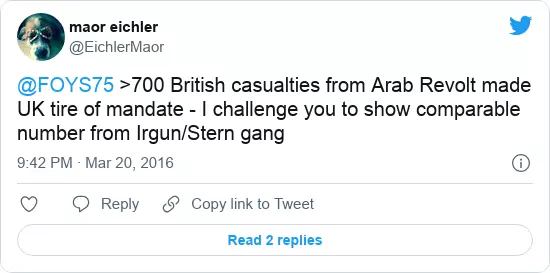 maor eichler
@EichlerMaor
@FOYS75 >700 British casualties from Arab Revolt made
UK tire of mandate - I challenge you to show comparable
number from Irgun/Stern gang
9:42 PM · Mar 20, 2016
Reply
Copy link to Tweet
Read 2 replies